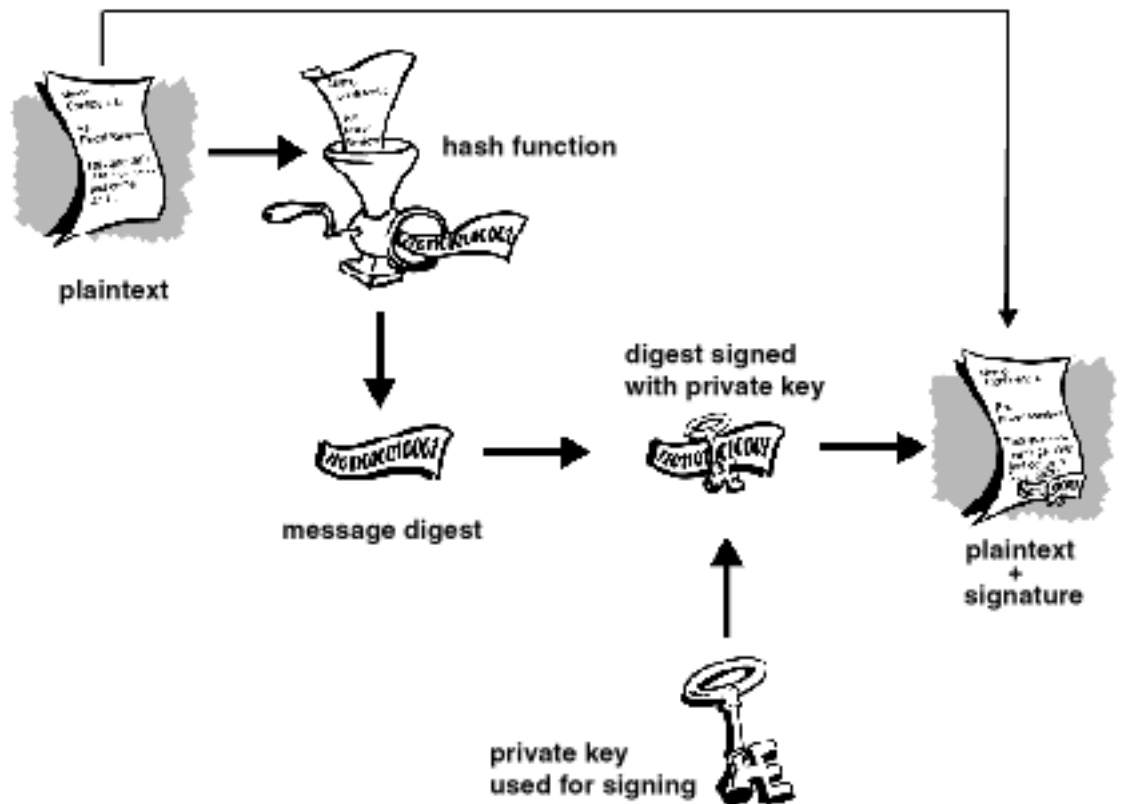 hash function
plaintext
digest signed
with private key
message digest
plaintext
+
signature
private key
used for signing